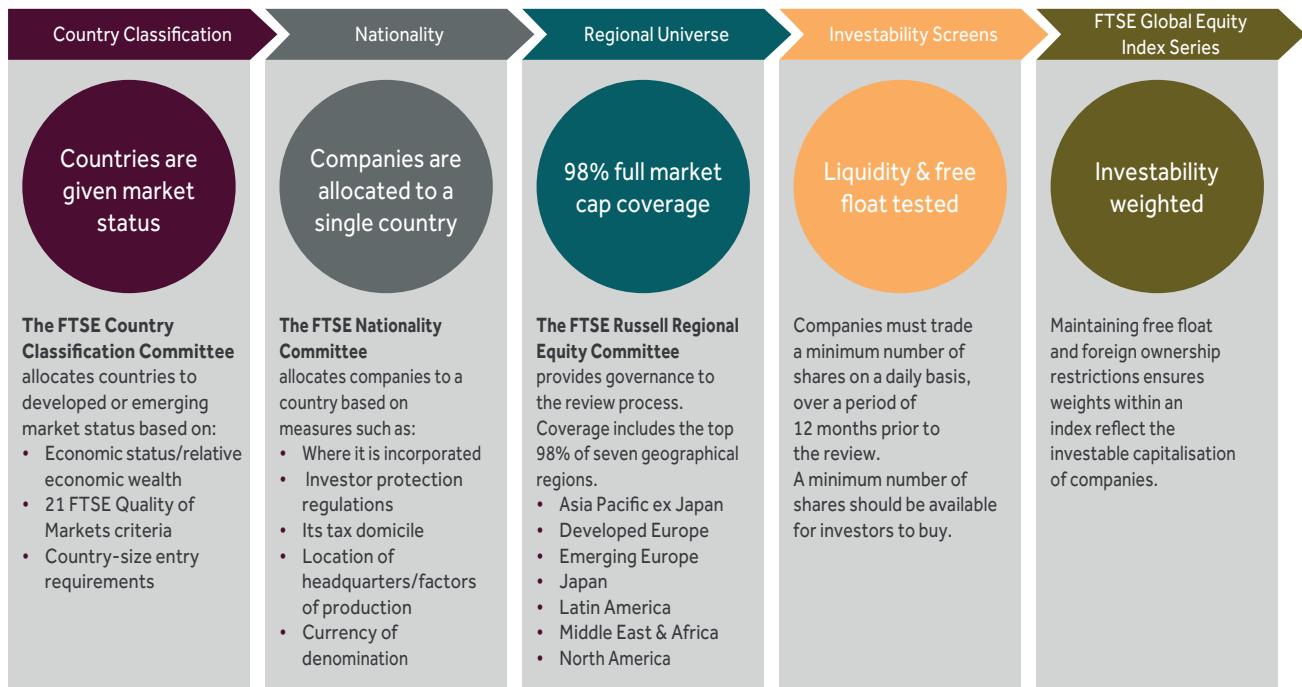 Country Classification
Nationality
Regional Universe
Investability Screens
FTSE Global Equity
Index Series
Countries are
given market
status
Companies are
allocated to a
single country
98% full market
cap coverage
Liquidity & free
float tested
Investability
weighted
The FTSE Country
Classification Committee
allocates countries to
developed or emerging
market status based on:
• Economic status/relative
economic wealth
• 21 FTSE Quality of
Markets criteria
• Country-size entry
requirements
The FTSE Nationality
Committee
allocates companies to a
country based on
measures such as:
• Where it is incorporated
• Investor protection
regulations
• Its tax domicile
• Location of
headquarters/factors
of production
• Currency of
denomination
The FTSE Russell Regional
Equity Committee
provides governance to
the review process.
Coverage includes the top
98% of seven geographical
regions.
• Asia Pacific ex Japan
• Developed Europe
• Emerging Europe
• Japan
• Latin America
• Middle East & Africa
• North America
Companies must trade
a minimum number of
shares on a daily basis,
over a period of
12 months prior to
the review.
A minimum number of
shares should be available
for investors to buy.
Maintaining free float
and foreign ownership
restrictions ensures
weights within an
index reflect the
investable capitalisation
of companies.